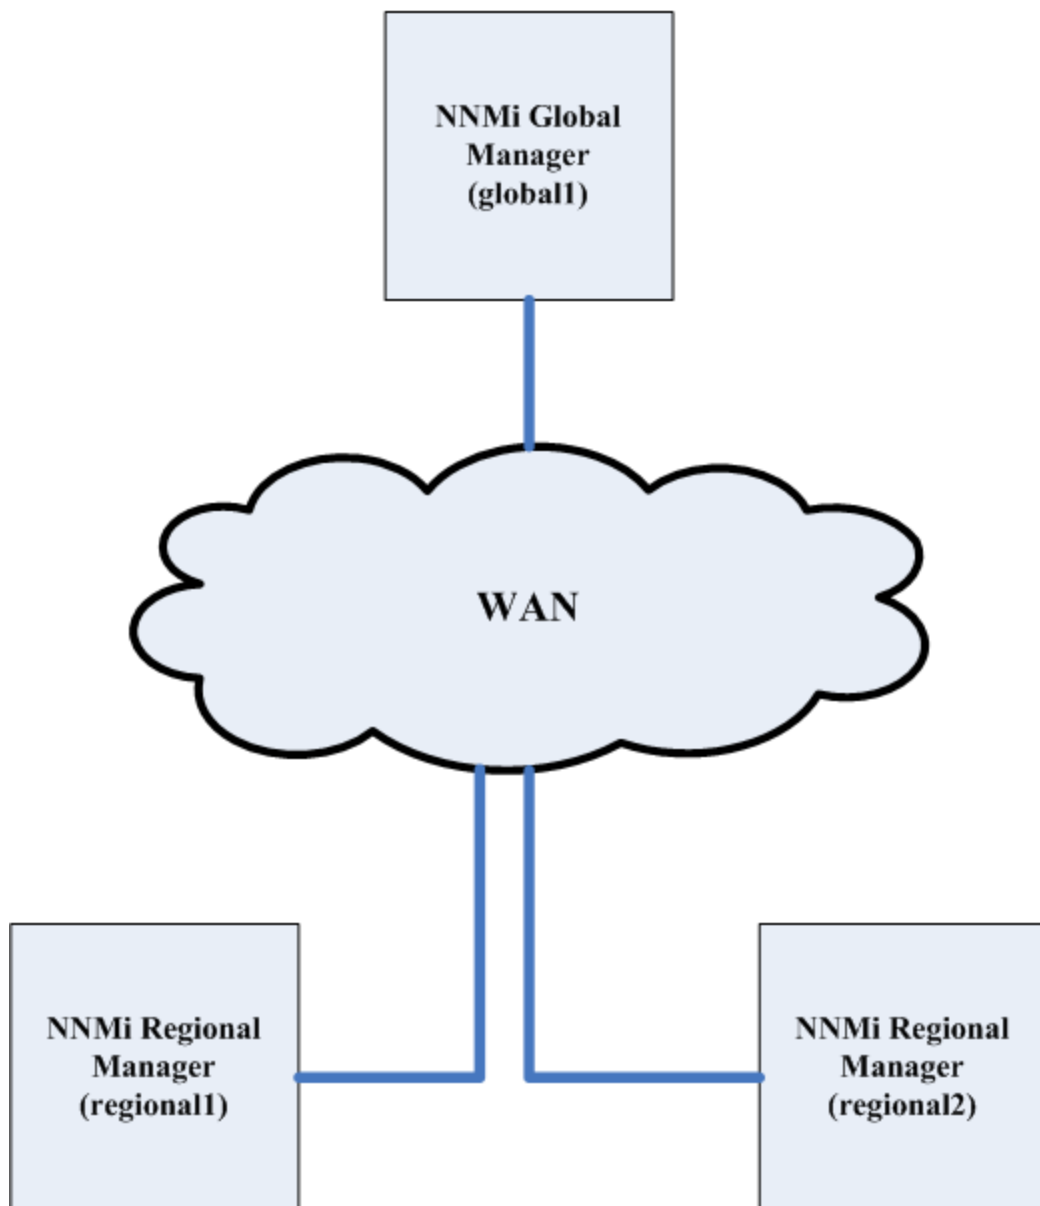 NNMi Global
Manager
(global1)
WAN
NNMi Regional
Manager
(regional1)
NNMi Regional
Manager
(regional2)